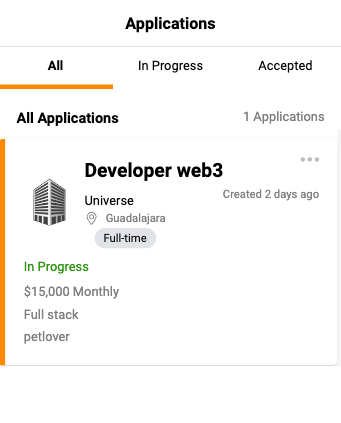 Applications
All In Progress Accepted
All Applications 1 Applications
Developer web3
Universe Created 2 days ago
Guadalajara
Full-time
In Progress
$15,000 Monthly
Full stack
petlover